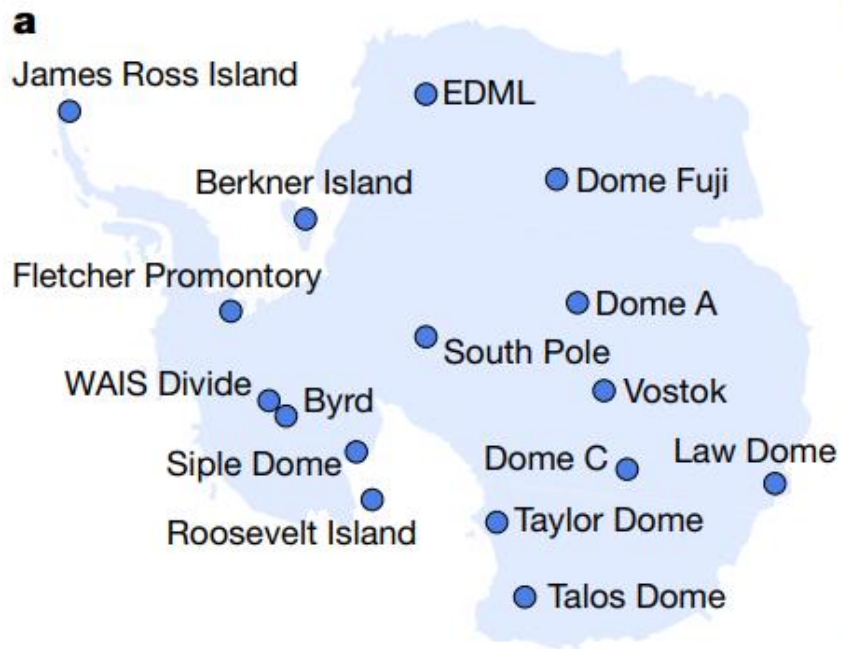 a
James Ross Island
EDML
Berkner Island
Dome Fuji
Fletcher Promontory
Dome A
South Pole
WAIS Divide
Byrd
Vostok
Siple Dome
Dome C
Law Dome
Roosevelt Island
Taylor Dome
Talos Dome